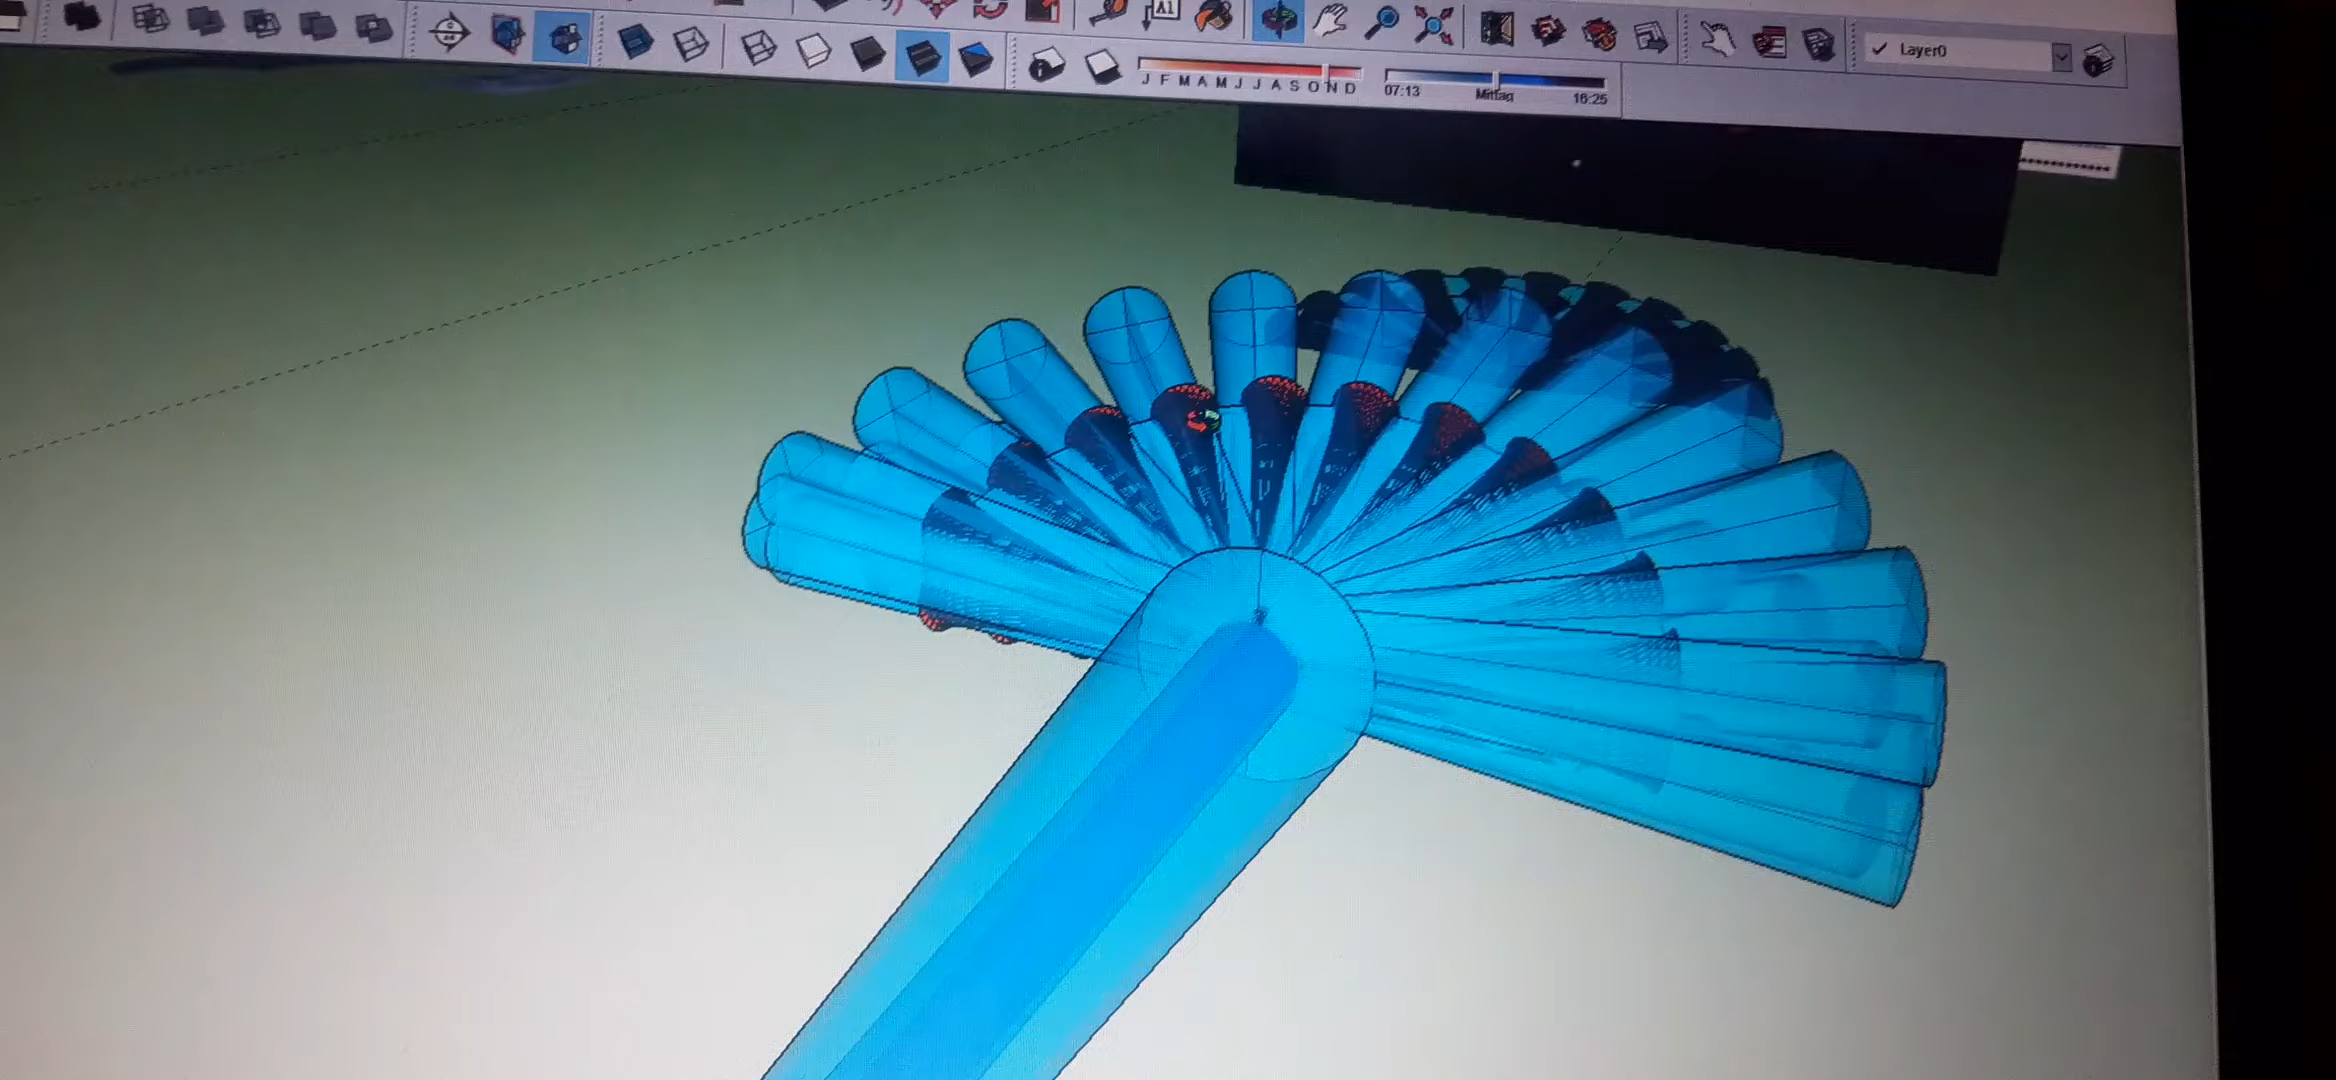 A1
Layer0
J F M A M J J A S O N D
07:13 Mittag 16:25